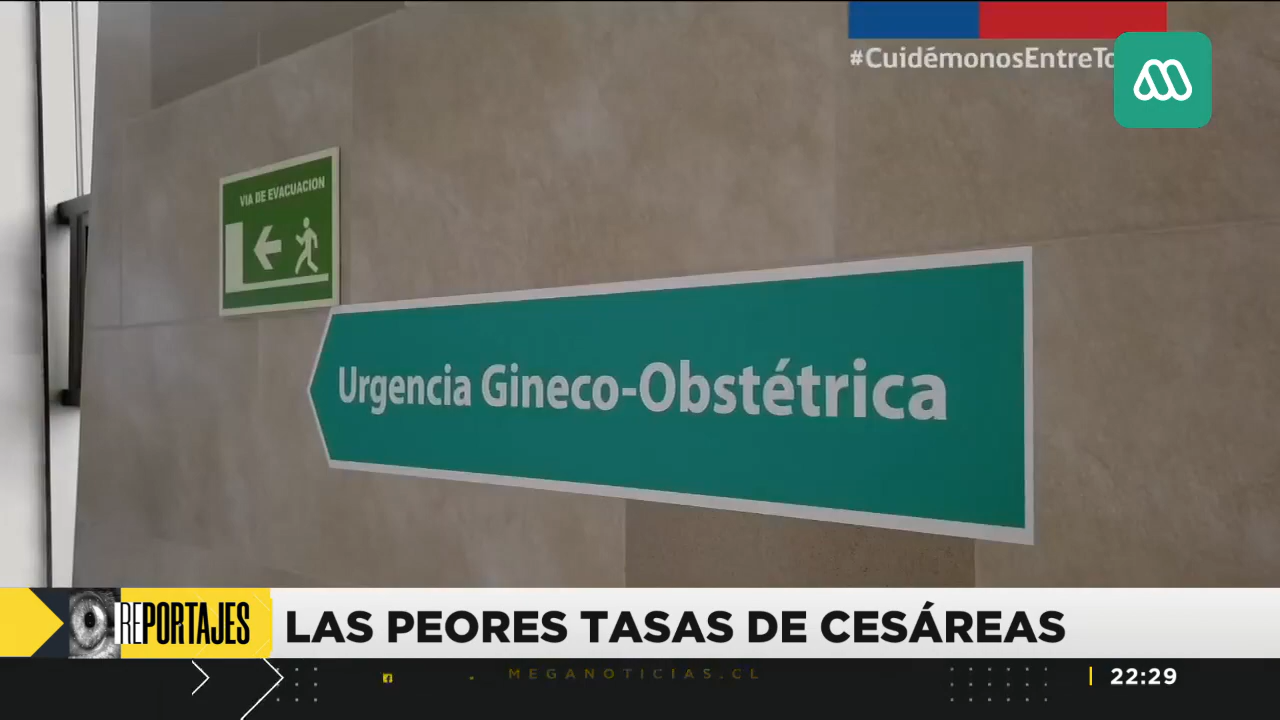 #CuidémonosEntreTo
VIA DE EVACUACION
Urgencia Gineco-Obstétrica
REPORTAJES
LAS PEORES TASAS DE CESÁREAS
MEGANOTICIAS.CL
22:29